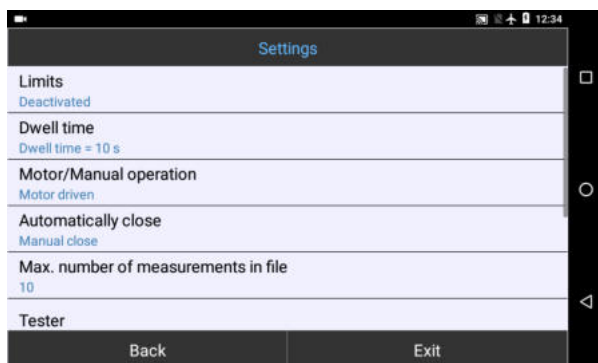 12:34
Settings
Limits
Deactivated
Dwell time
Dwell time = 10 s
Motor/Manual operation
Motor driven
Automatically close
Manual close
Max. number of measurements in file
10
Tester
Back Exit